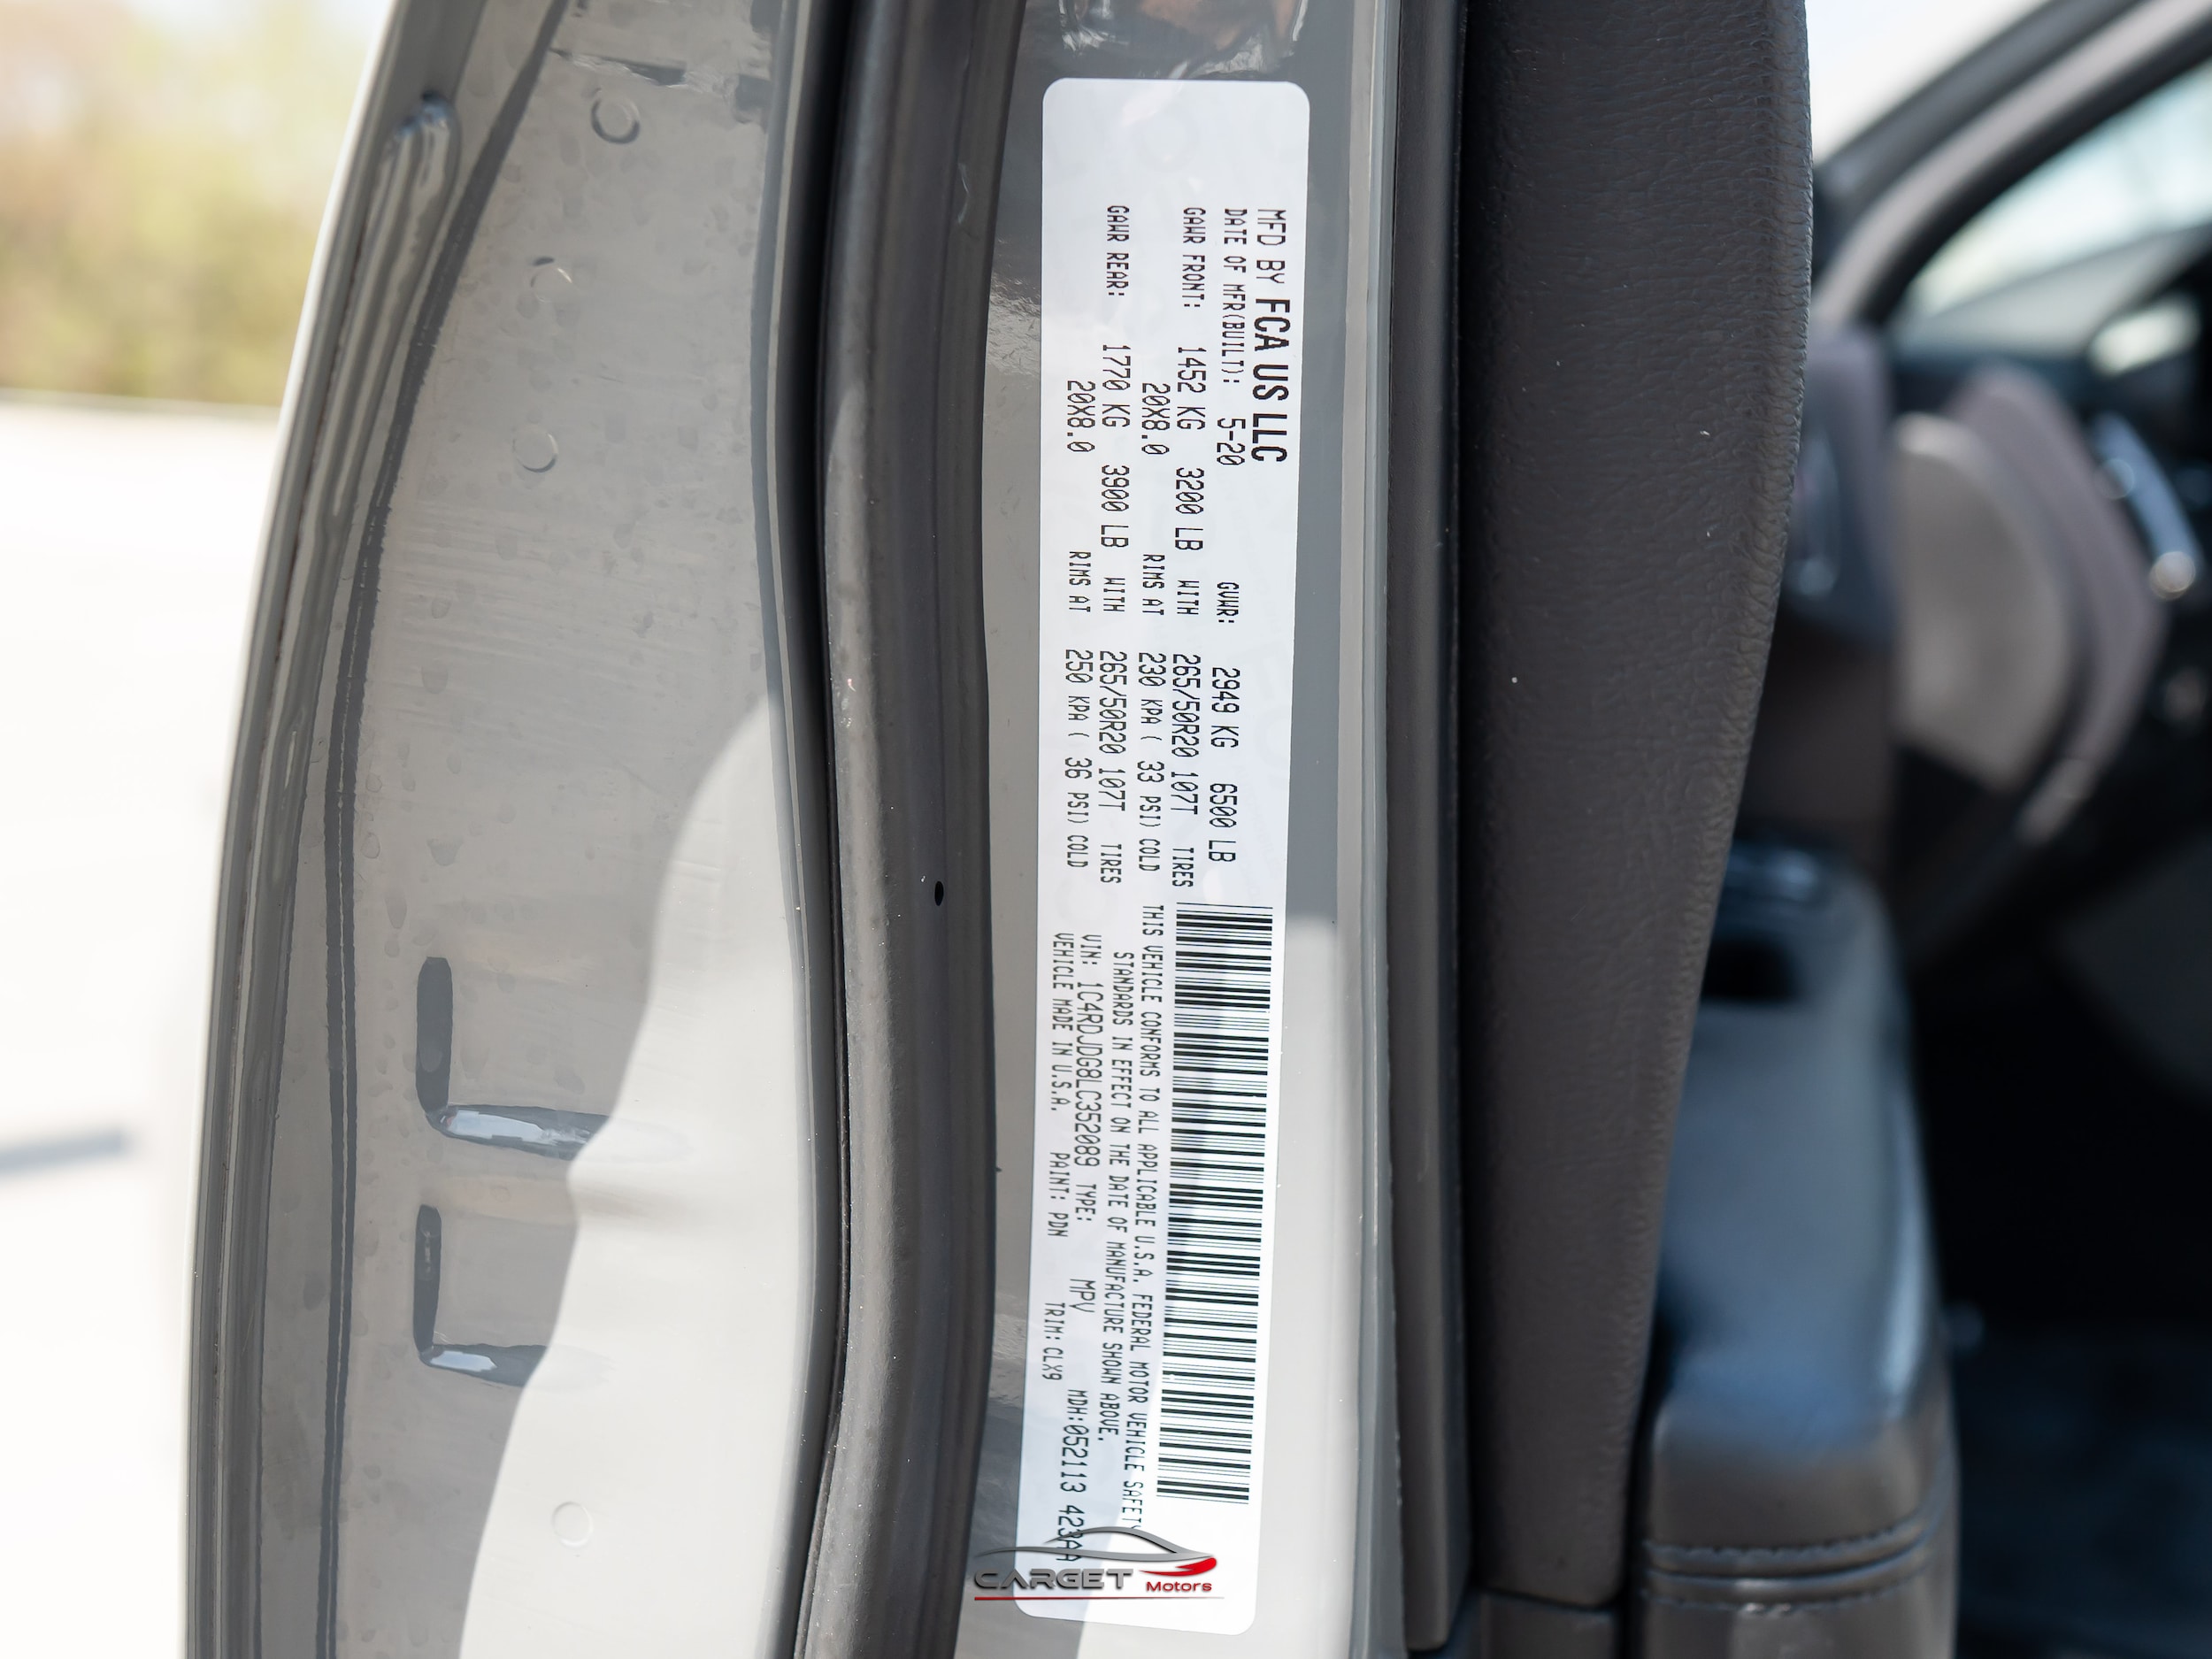 MFD BY FCA US LLC
DATE OF MFR(BUILT): 5-20 GVWR: 2949 KG 6500 LB
GAWR FRONT: 1452 KG 3200 LB WITH 265/50R20 107T TIRES
20X8.0 RIMS AT 230 KPA ( 33 PSI) COLD
GAWR REAR: 1770 KG 3900 LB WITH 265/50R20 107T TIRES
20X8.0 RIMS AT 250 KPA ( 36 PSI) COLD
THIS VEHICLE CONFORMS TO ALL APPLICABLE U.S.A. FEDERAL MOTOR VEHICLE SAFETY
STANDARDS IN EFFECT ON THE DATE OF MANUFACTURE SHOWN ABOVE.
VIN: 1C4RDJDG8LC352089 TYPE: MPV MDH:052113 423AA
VEHICLE MADE IN U.S.A. PAINT: PDN TRIM: CLX9
CARGET
Motors